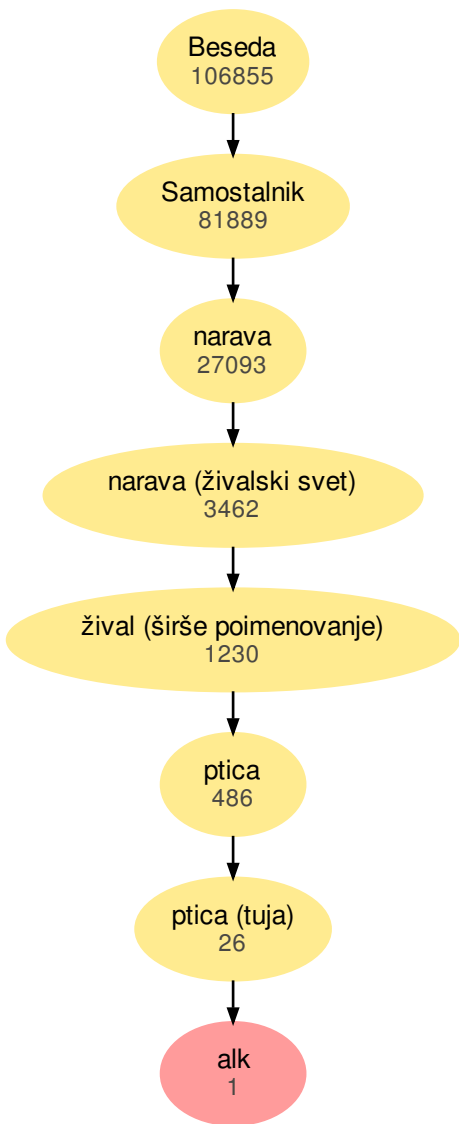 Beseda
106855
Samostalnik
81889
narava
27093
narava (živalski svet)
3462
žival (širše poimenovanje)
1230
ptica
486
ptica (tuja)
26
alk
1